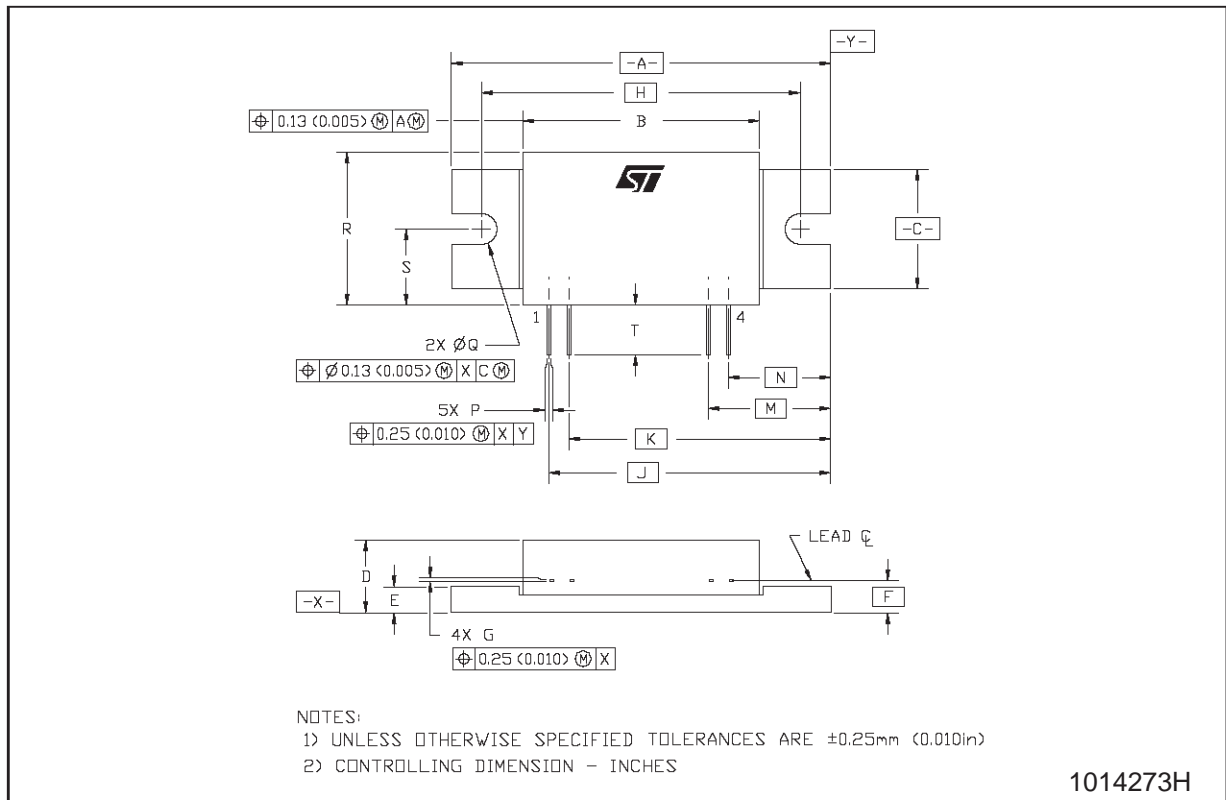 -Y-
-A-
H
⌖ 0.13 (0.005) Ⓜ A Ⓜ
B
ST
R
-C-
S
1
4
T
2X ØQ
⌖ Ø 0.13 (0.005) Ⓜ X C Ⓜ
N
M
5X P
⌖ 0.25 (0.010) Ⓜ X Y
K
J
LEAD ℄
D
E
F
-X-
4X G
⌖ 0.25 (0.010) Ⓜ X
NOTES:
1) UNLESS OTHERWISE SPECIFIED TOLERANCES ARE ±0.25mm (0.010in)
2) CONTROLLING DIMENSION - INCHES
1014273H